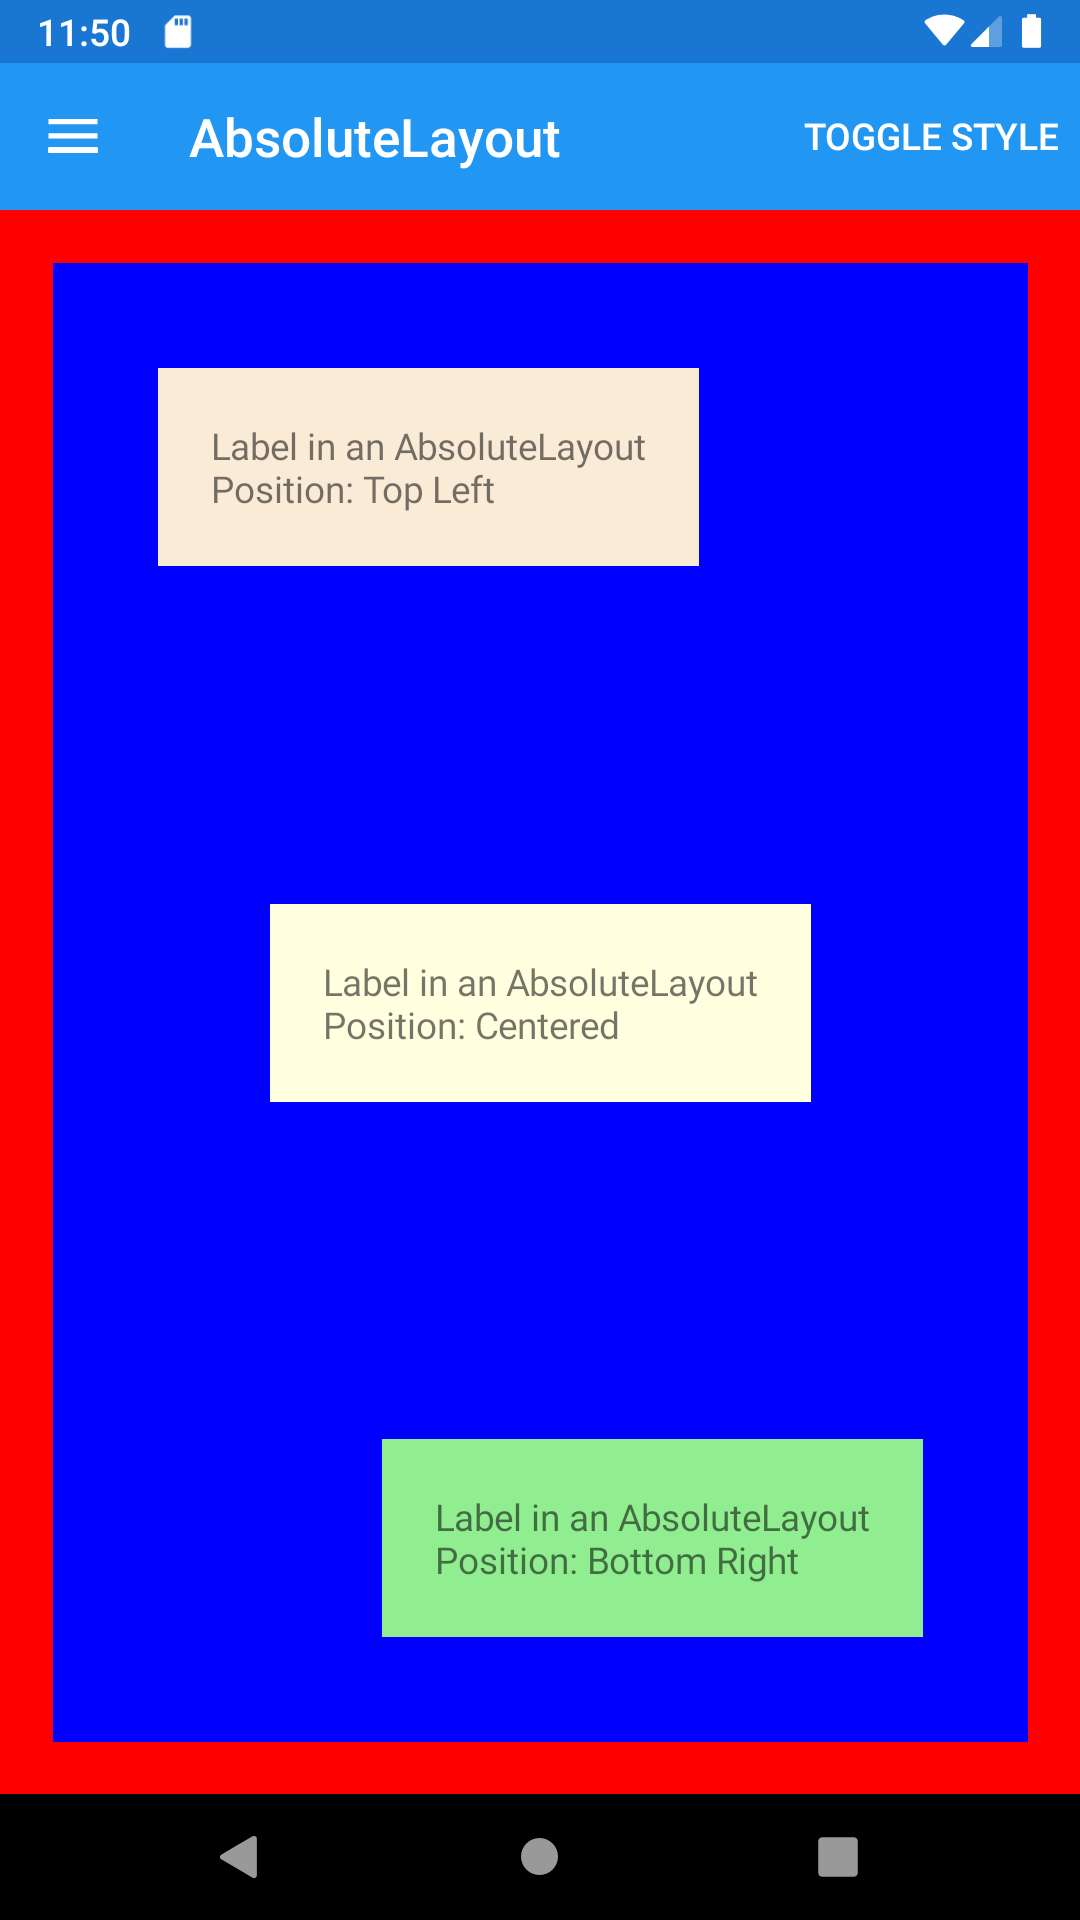 11:50
AbsoluteLayout
TOGGLE STYLE
Label in an AbsoluteLayout
Position: Top Left
Label in an AbsoluteLayout
Position: Centered
Label in an AbsoluteLayout
Position: Bottom Right